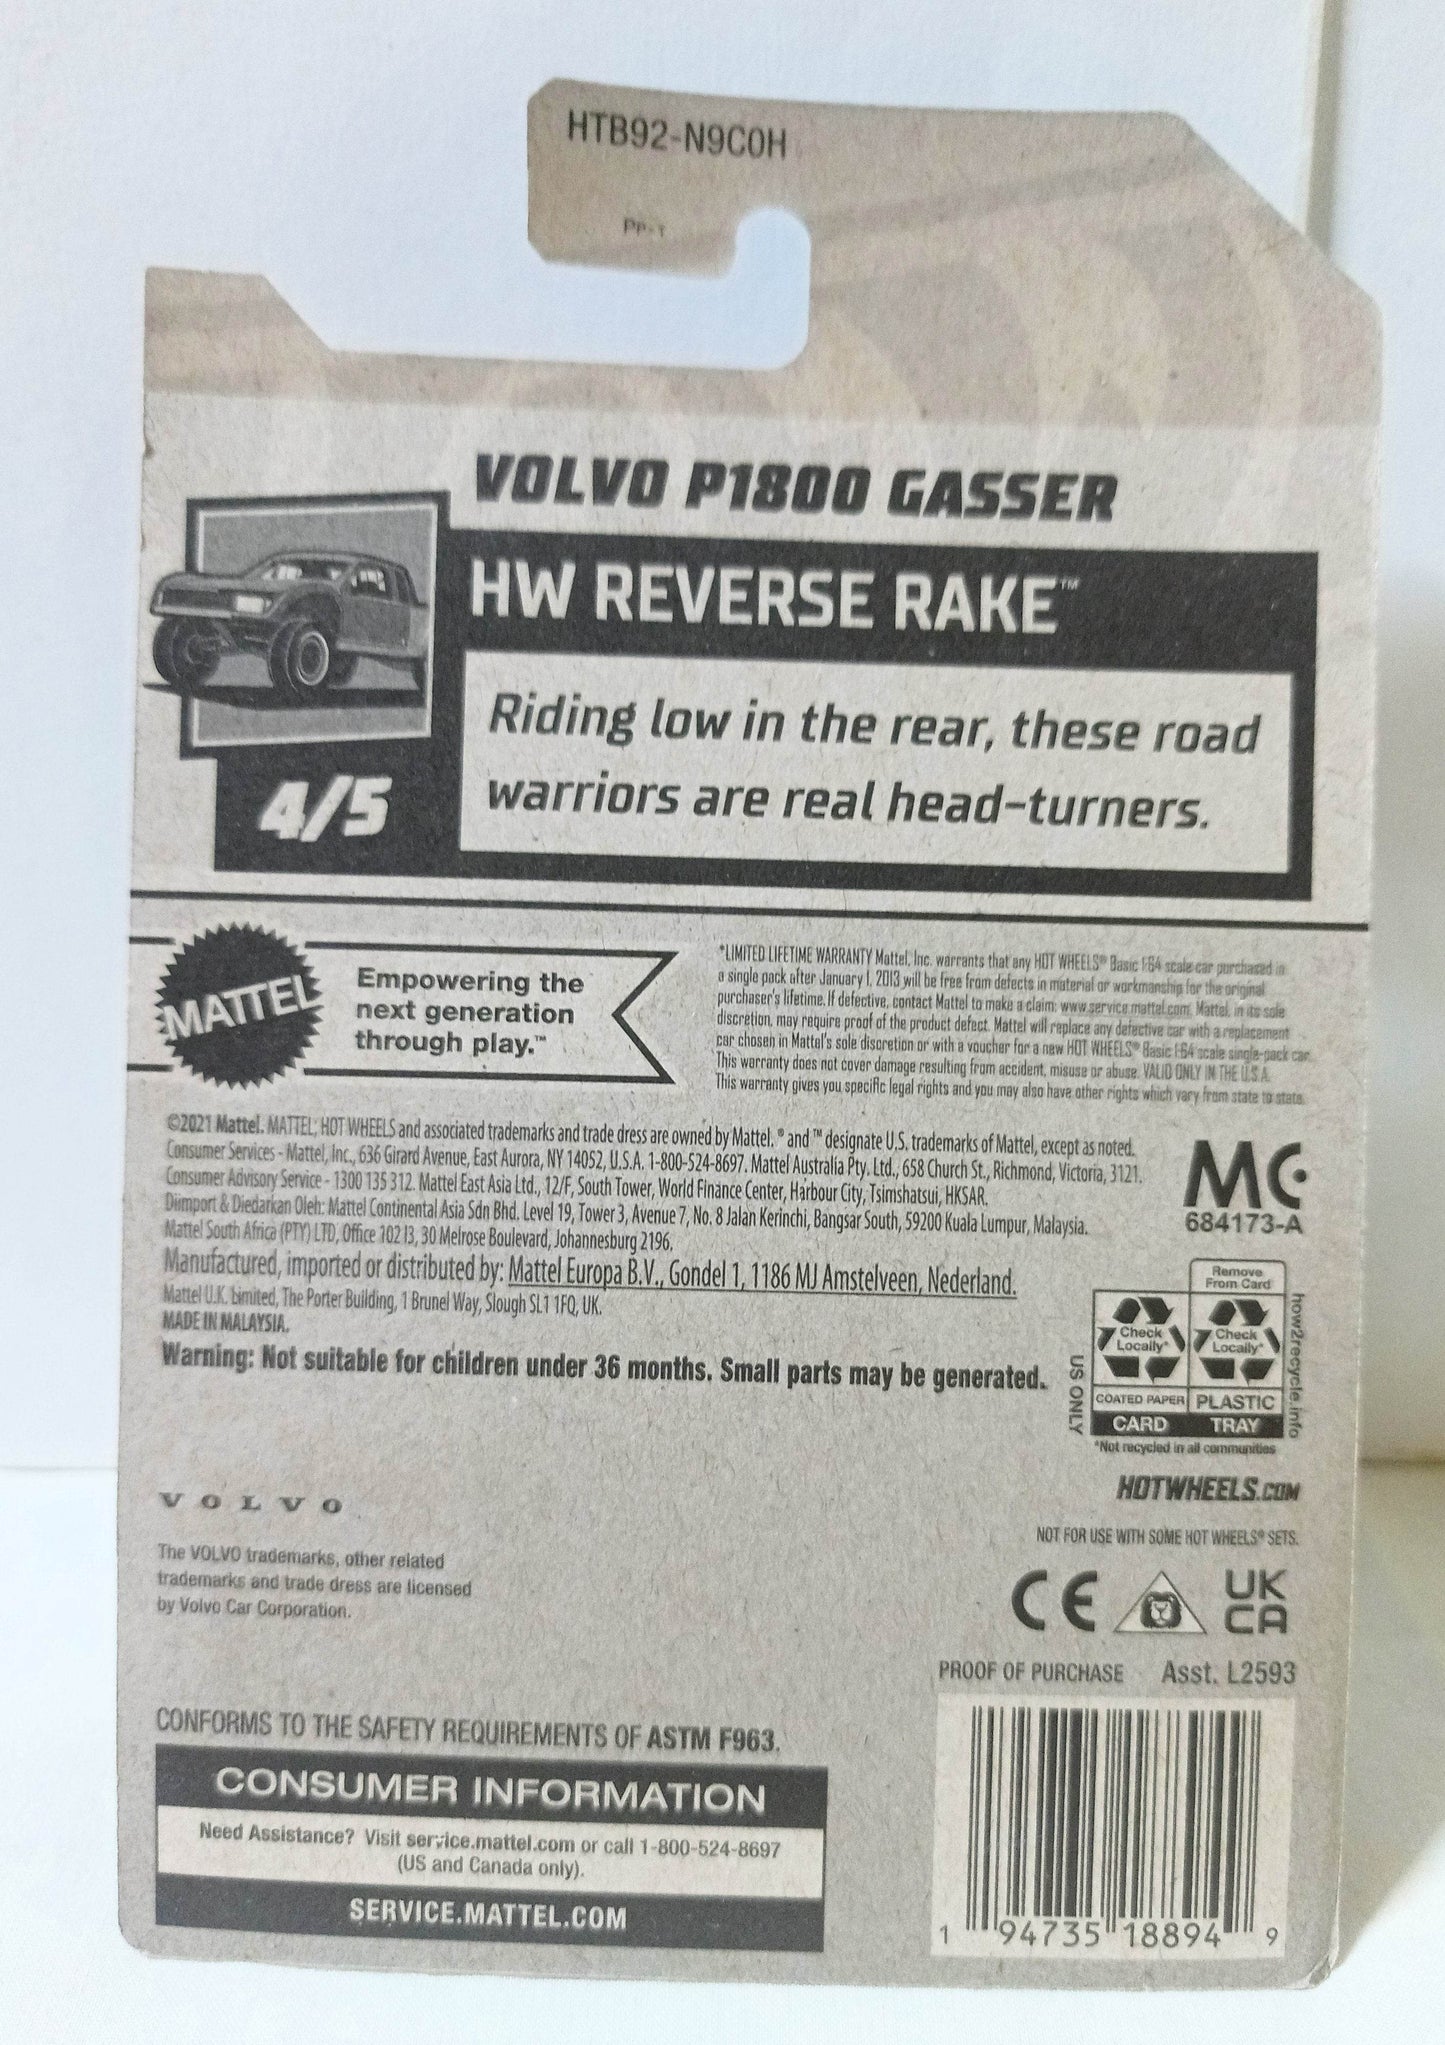 HTB92-N9C0H
PP-T
VOLVO P1800 GASSER
HW REVERSE RAKE™
Riding low in the rear, these road
warriors are real head-turners.
4/5
MATTEL
Empowering the
next generation
through play.™
*LIMITED LIFETIME WARRANTY Mattel, Inc. warrants that any HOT WHEELS® Basic 1:64 scale car purchased in
a single pack after January 1, 2013 will be free from defects in material or workmanship for the original
purchaser's lifetime. If defective, contact Mattel to make a claim: www.service.mattel.com. Mattel, in its sole
discretion, may require proof of the product defect. Mattel will replace any defective car with a replacement
car chosen in Mattel's sole discretion or with a voucher for a new HOT WHEELS® Basic 1:64 scale single-pack car.
This warranty does not cover damage resulting from accident, misuse or abuse. VALID ONLY IN THE U.S.A.
This warranty gives you specific legal rights and you may also have other rights which vary from state to state.
©2021 Mattel. MATTEL, HOT WHEELS and associated trademarks and trade dress are owned by Mattel. ® and ™ designate U.S. trademarks of Mattel, except as noted.
Consumer Services - Mattel, Inc., 636 Girard Avenue, East Aurora, NY 14052, U.S.A. 1-800-524-8697. Mattel Australia Pty. Ltd., 658 Church St., Richmond, Victoria, 3121.
Consumer Advisory Service - 1300 135 312. Mattel East Asia Ltd., 12/F, South Tower, World Finance Center, Harbour City, Tsimshatsui, HKSAR.
Diimport & Diedarkan Oleh: Mattel Continental Asia Sdn Bhd. Level 19, Tower 3, Avenue 7, No. 8 Jalan Kerinchi, Bangsar South, 59200 Kuala Lumpur, Malaysia.
Mattel South Africa (PTY) LTD, Office 102 I3, 30 Melrose Boulevard, Johannesburg 2196.
Manufactured, imported or distributed by: Mattel Europa B.V., Gondel 1, 1186 MJ Amstelveen, Nederland.
Mattel U.K. Limited, The Porter Building, 1 Brunel Way, Slough SL1 1FQ, UK.
MADE IN MALAYSIA.
Warning: Not suitable for children under 36 months. Small parts may be generated.
MC
684173-A
Remove
From Card
Check
Locally*
Check
Locally*
COATED PAPER
PLASTIC
CARD
TRAY
US ONLY
how2recycle.info
*Not recycled in all communities
HOTWHEELS.COM
NOT FOR USE WITH SOME HOT WHEELS® SETS.
VOLVO
The VOLVO trademarks, other related
trademarks and trade dress are licensed
by Volvo Car Corporation.
CE
UK
CA
PROOF OF PURCHASE Asst. L2593
CONFORMS TO THE SAFETY REQUIREMENTS OF ASTM F963.
CONSUMER INFORMATION
Need Assistance? Visit service.mattel.com or call 1-800-524-8697
(US and Canada only).
SERVICE.MATTEL.COM
1 94735 18894 9